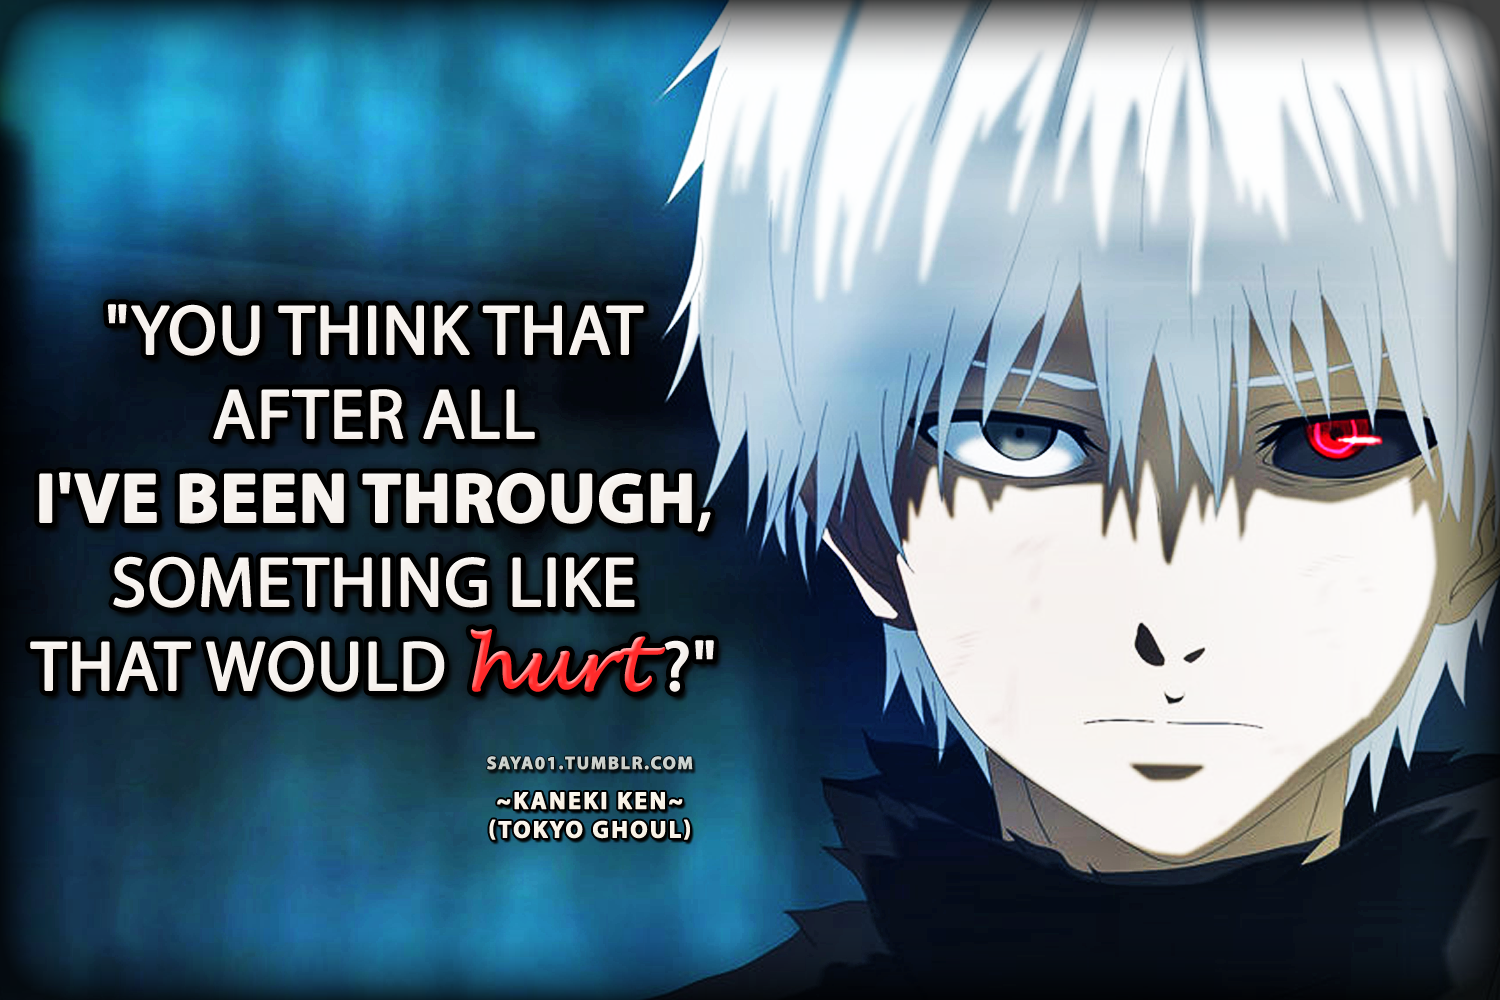 "YOU THINK THAT
AFTER ALL
I'VE BEEN THROUGH,
SOMETHING LIKE
THAT WOULD hurt?"
SAYA01.TUMBLR.COM
~KANEKI KEN~
(TOKYO GHOUL)